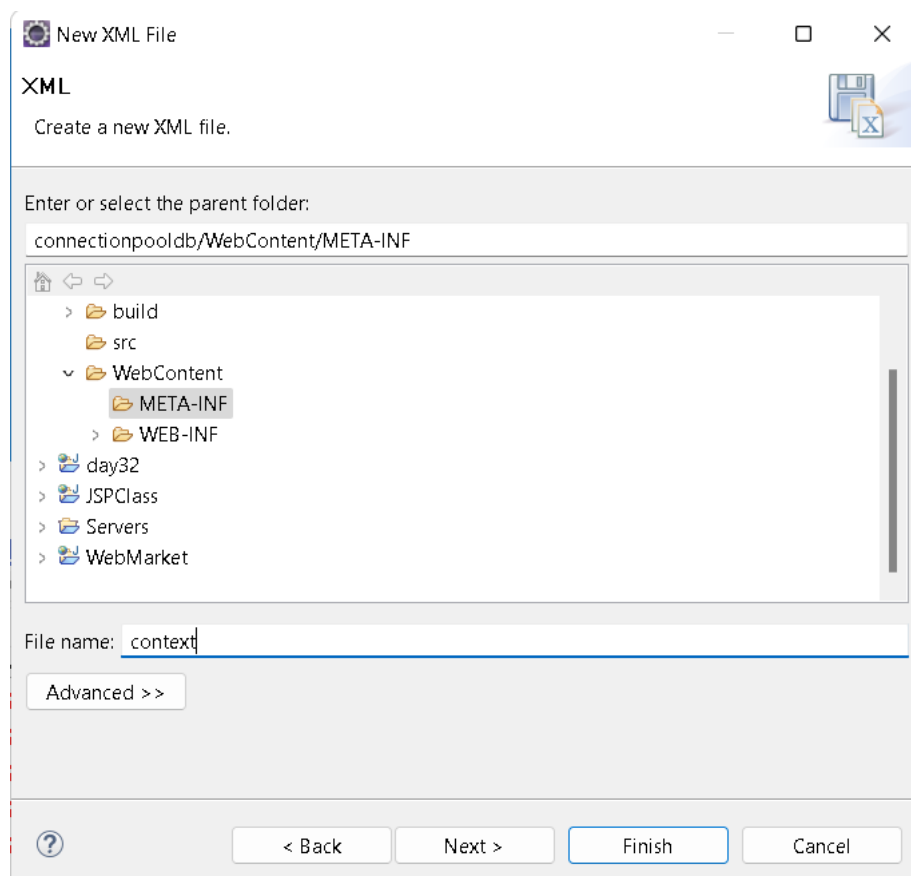 New XML File
XML
Create a new XML file.
Enter or select the parent folder:
connectionpooldb/WebContent/META-INF
build
src
WebContent
META-INF
WEB-INF
day32
JSPClass
Servers
WebMarket
File name: context
Advanced >>
? < Back Next > Finish Cancel